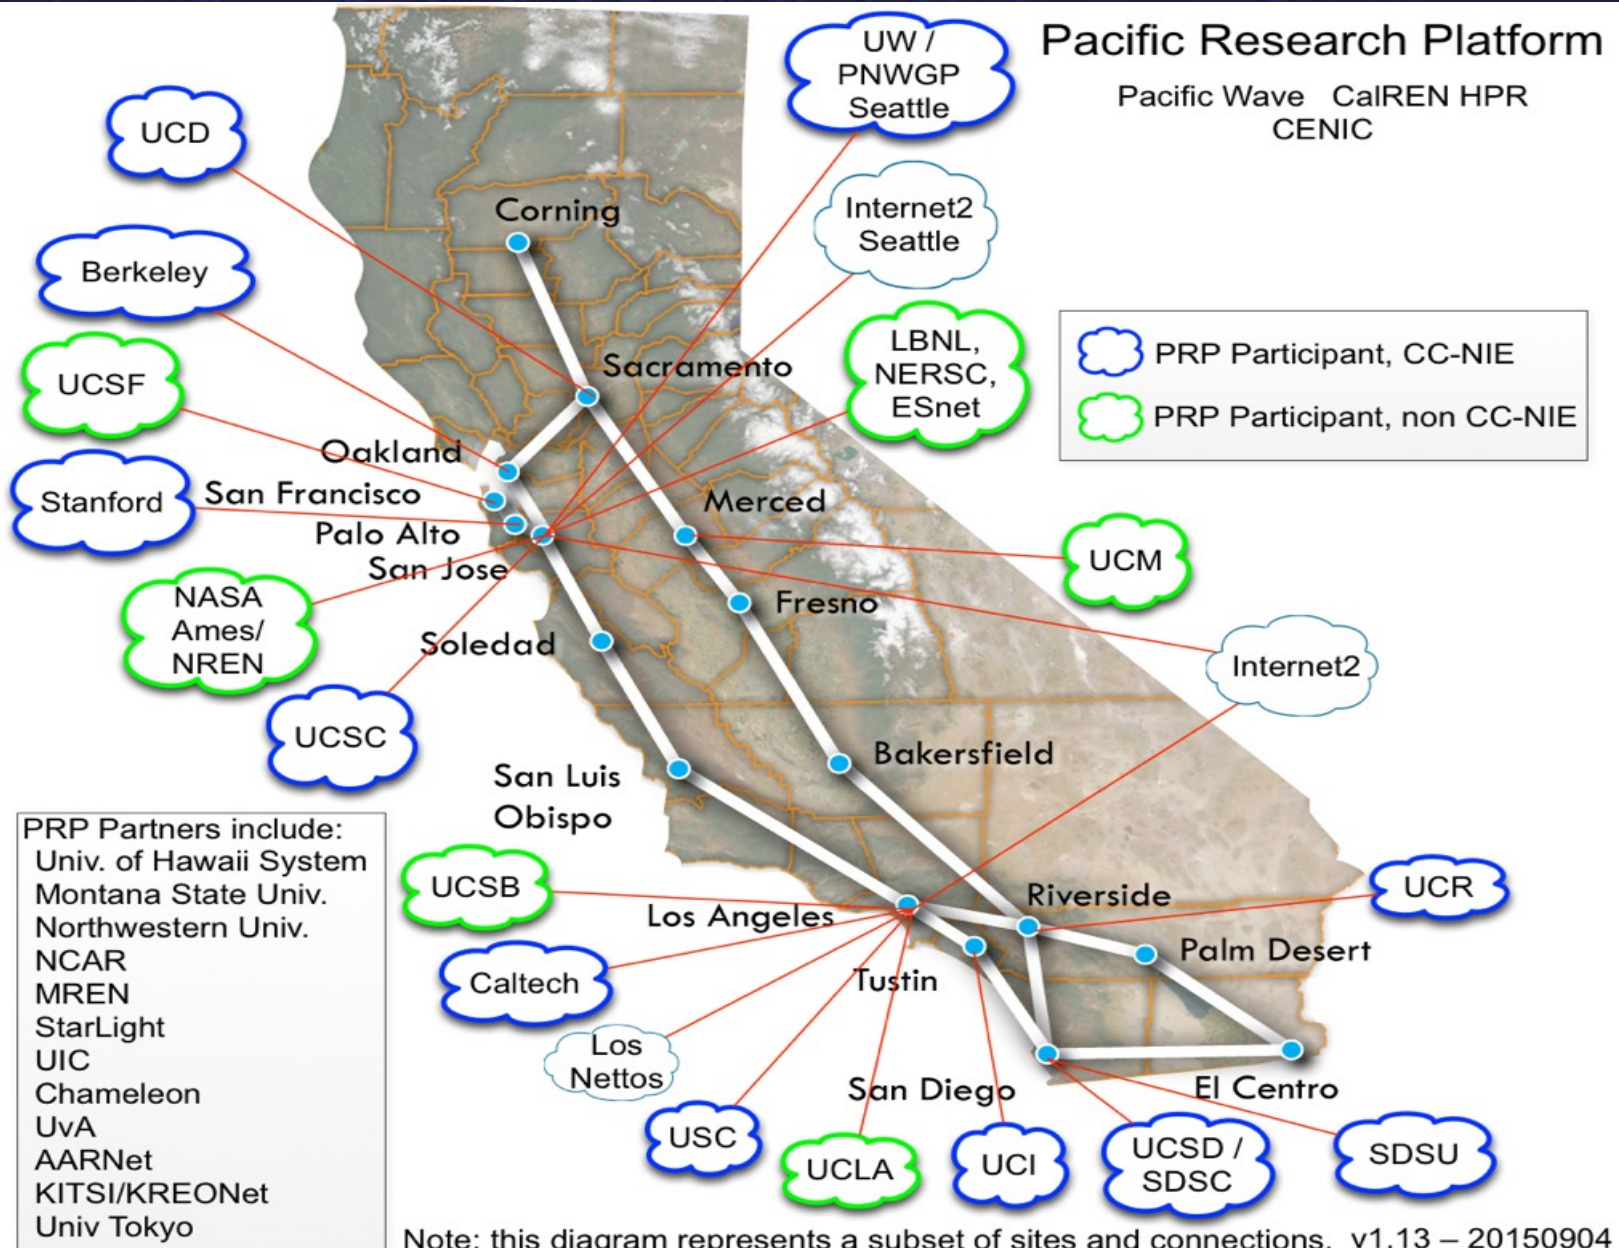 Pacific Research Platform
Pacific Wave CalREN HPR
CENIC
UW /
PNWGP
Seattle
UCD
Internet2
Seattle
Corning
Berkeley
LBNL,
NERSC,
ESnet
PRP Participant, CC-NIE
PRP Participant, non CC-NIE
UCSF
Sacramento
Oakland
Stanford
San Francisco
Merced
Palo Alto
San Jose
UCM
NASA
Ames/
NREN
Fresno
Soledad
Internet2
UCSC
Bakersfield
San Luis
Obispo
PRP Partners include:
Univ. of Hawaii System
Montana State Univ.
Northwestern Univ.
NCAR
MREN
StarLight
UIC
Chameleon
UvA
AARNet
KITSI/KREONet
Univ Tokyo
UCSB
Los Angeles
Riverside
UCR
Caltech
Tustin
Palm Desert
Los
Nettos
San Diego
El Centro
USC
UCLA
UCI
UCSD /
SDSC
SDSU
Note: this diagram represents a subset of sites and connections. v1.13 – 20150904